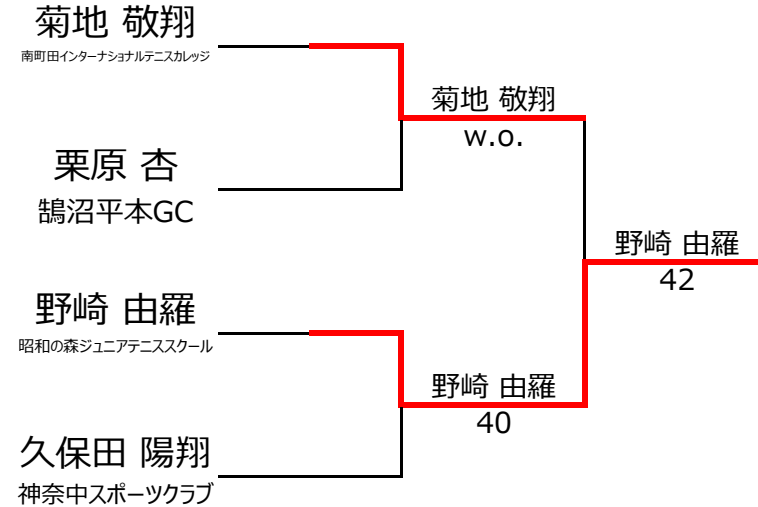 菊地 敬翔
南町田インターナショナルテニスカレッジ
菊地 敬翔
w.o.
栗原 杏
鵠沼平本GC
野崎 由羅
42
野崎 由羅
昭和の森ジュニアテニススクール
野崎 由羅
40
久保田 陽翔
神奈中スポーツクラブ